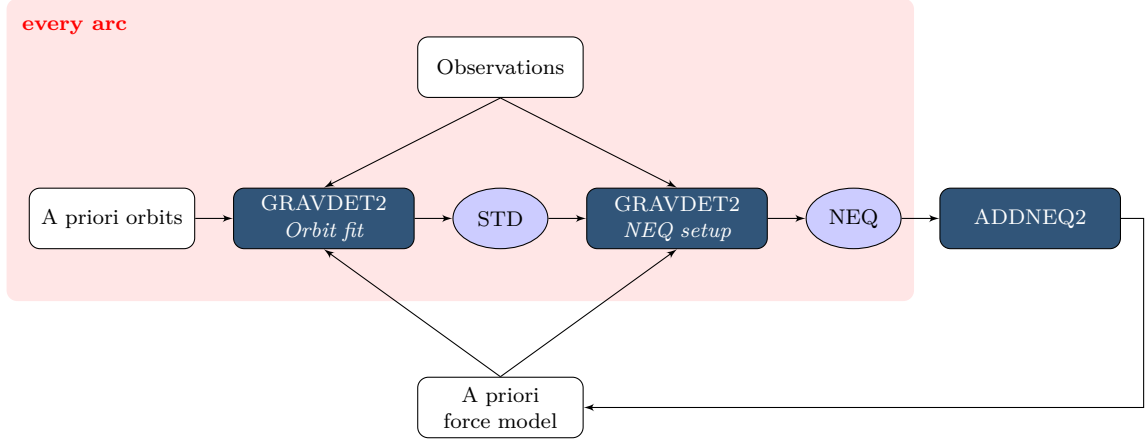 every arc
Observations
A priori orbits
GRAVDET2
Orbit fit
STD
GRAVDET2
NEQ setup
NEQ
ADDNEQ2
A priori
force model